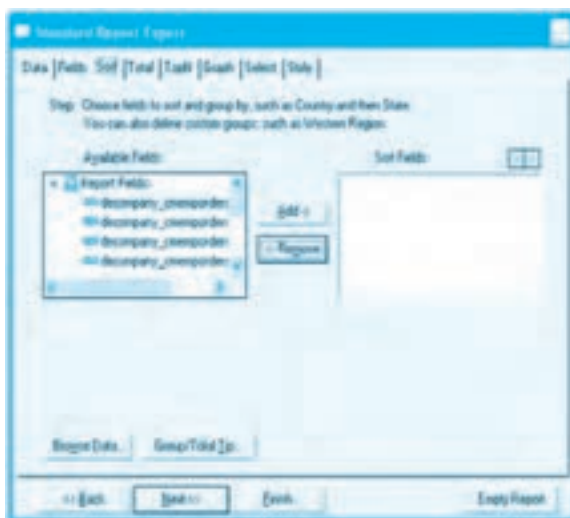 Standard Report Expert
Data Fields Sort Total TopN Graph Select Style
Step: Choose fields to sort and group by, such as Country and then State.
You can also define custom groups: such as Western Region.
Available Fields:
Sort Fields:
Report Fields:
Add->
<- Remove
Browse Data...
Group/Total Tip...
<< Back
Next >>
Finish
Empty Report